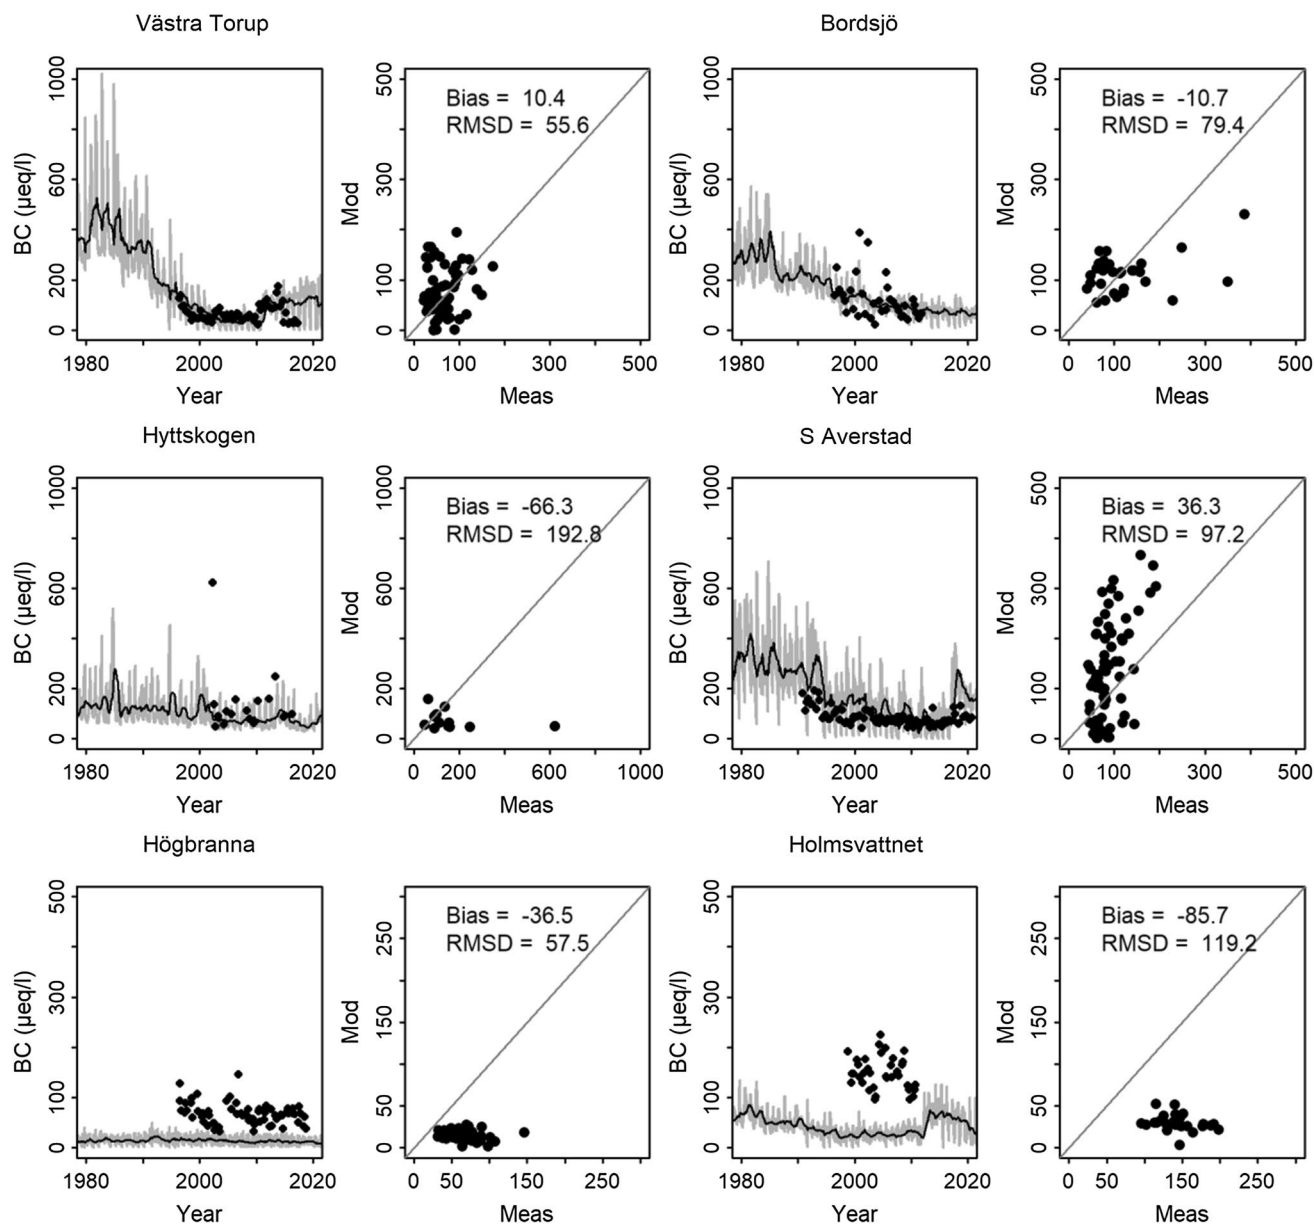 Västra Torup
Bordsjö
BC (µeq/l)
0 200 600 1000
1980 2000 2020
Year
Mod
0 100 300 500
Bias = 10.4
RMSD = 55.6
0 100 300 500
Meas
BC (µeq/l)
0 200 600 1000
1980 2000 2020
Year
Mod
0 100 300 500
Bias = -10.7
RMSD = 79.4
0 100 300 500
Meas
Hyttskogen
S Averstad
BC (µeq/l)
0 200 600 1000
1980 2000 2020
Year
Mod
0 200 600 1000
Bias = -66.3
RMSD = 192.8
0 200 600 1000
Meas
BC (µeq/l)
0 200 600 1000
1980 2000 2020
Year
Mod
0 100 300 500
Bias = 36.3
RMSD = 97.2
0 100 300 500
Meas
Högbranna
Holmsvattnet
BC (µeq/l)
0 100 300 500
1980 2000 2020
Year
Mod
0 50 150 250
Bias = -36.5
RMSD = 57.5
0 50 150 250
Meas
BC (µeq/l)
0 100 300 500
1980 2000 2020
Year
Mod
0 50 150 250
Bias = -85.7
RMSD = 119.2
0 50 150 250
Meas